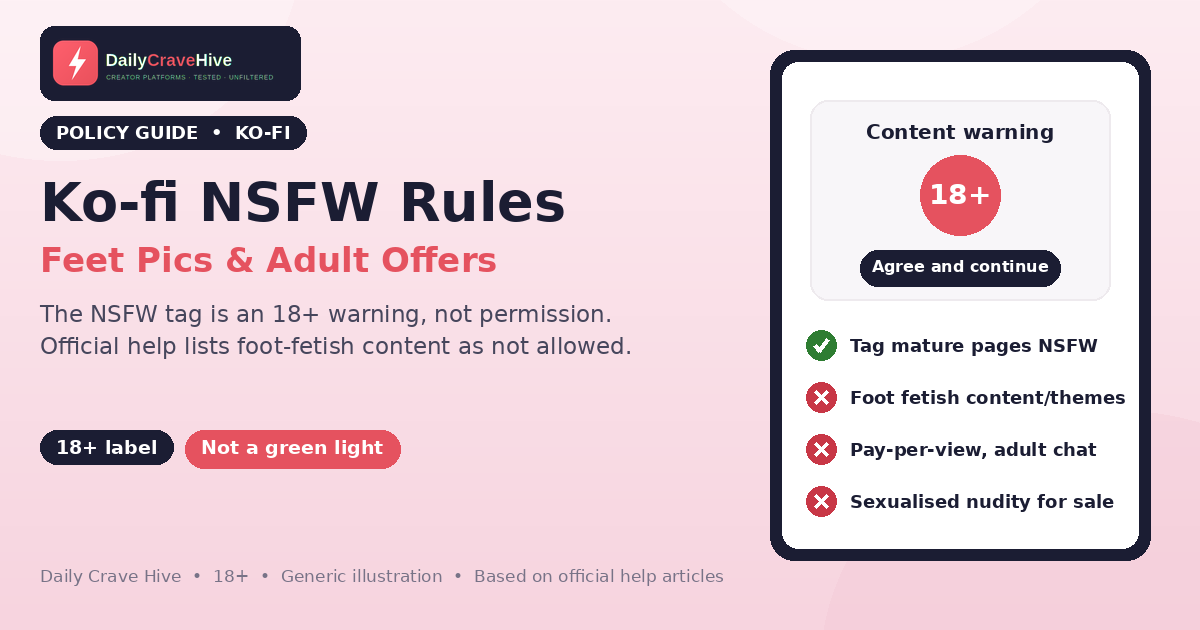 DailyCraveHive
CREATOR PLATFORMS · TESTED · UNFILTERED
POLICY GUIDE • KO-FI
Ko-fi NSFW Rules
Feet Pics & Adult Offers
The NSFW tag is an 18+ warning, not permission.
Official help lists foot-fetish content as not allowed.
18+ label
Not a green light
Content warning
18+
Agree and continue
Tag mature pages NSFW
Foot fetish content/themes
Pay-per-view, adult chat
Sexualised nudity for sale
Daily Crave Hive • 18+ • Generic illustration • Based on official help articles